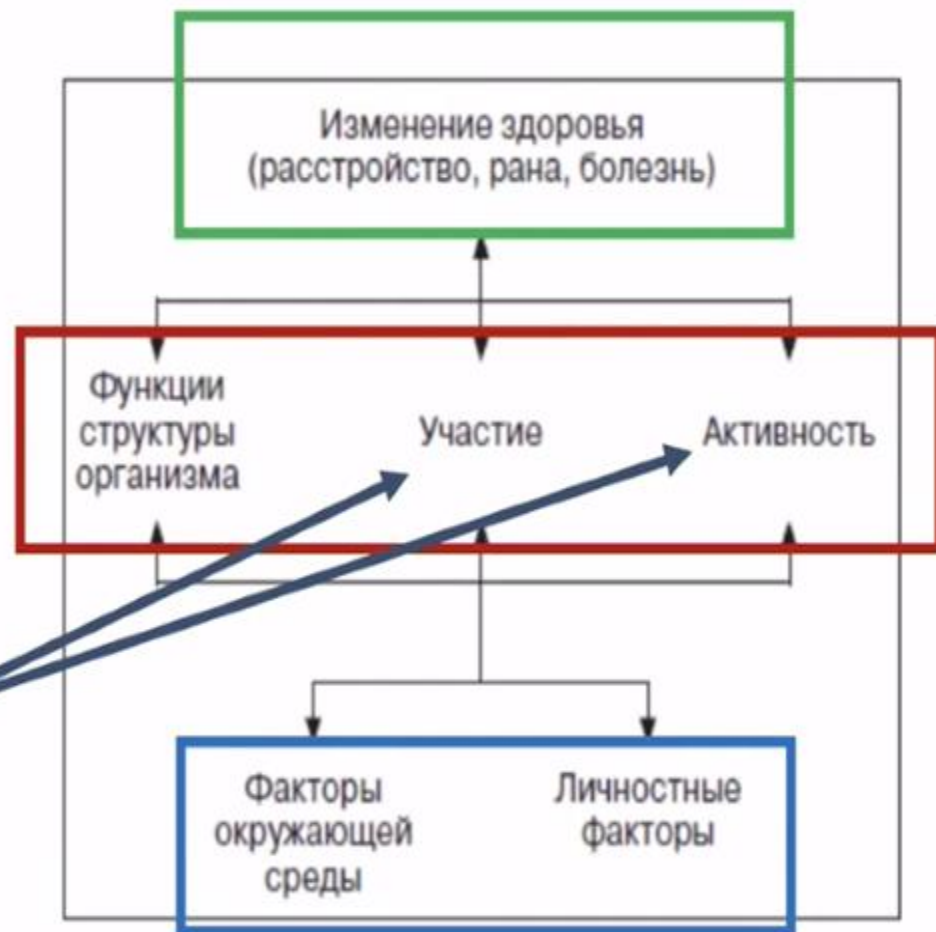 Изменение здоровья
(расстройство, рана, болезнь)
Функции
структуры
организма
Участие
Активность
Факторы
окружающей
среды
Личностные
факторы